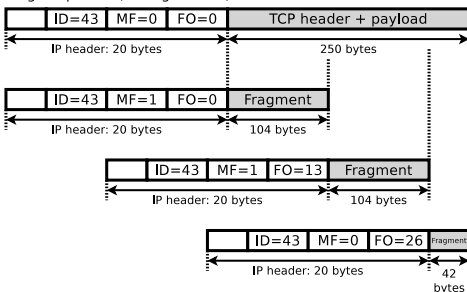 ID=43 MF=0 FO=0 TCP header + payload
IP header: 20 bytes 250 bytes
ID=43 MF=1 FO=0 Fragment
IP header: 20 bytes 104 bytes
ID=43 MF=1 FO=13 Fragment
IP header: 20 bytes 104 bytes
ID=43 MF=0 FO=26 Fragment
IP header: 20 bytes 42
bytes